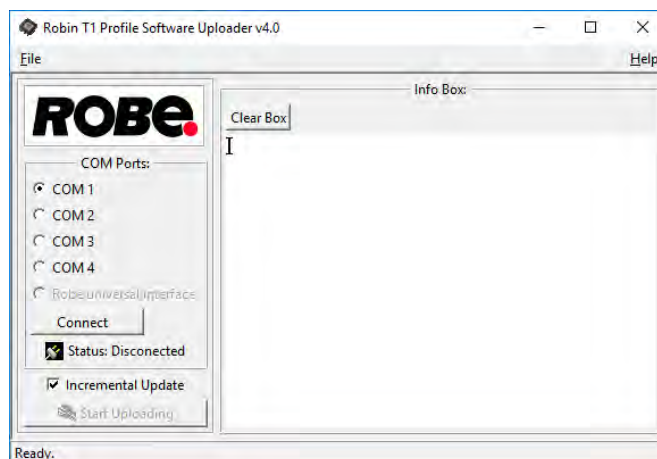 Robin T1 Profile Software Uploader v4.0
File
Help
ROBE.
Info Box:
Clear Box
COM Ports:
COM 1
COM 2
COM 3
COM 4
Robe universal interface
Connect
Status: Disconected
Incremental Update
Start Uploading
Ready.